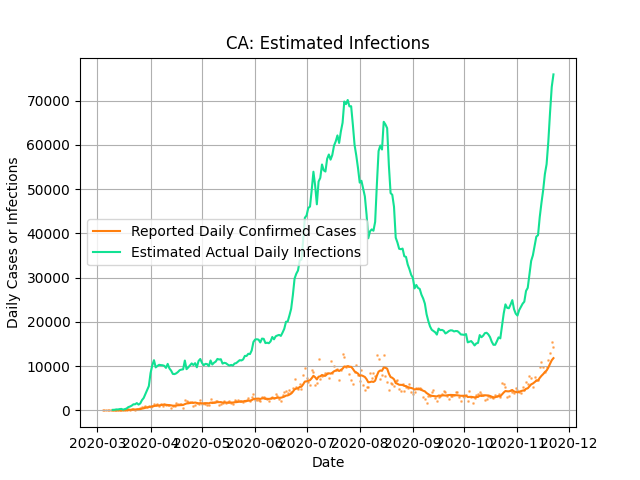 CA: Estimated Infections
Daily Cases or Infections
70000
60000
50000
40000
30000
20000
10000
0
Reported Daily Confirmed Cases
Estimated Actual Daily Infections
2020-03 2020-04 2020-05 2020-06 2020-07 2020-08 2020-09 2020-10 2020-11 2020-12
Date